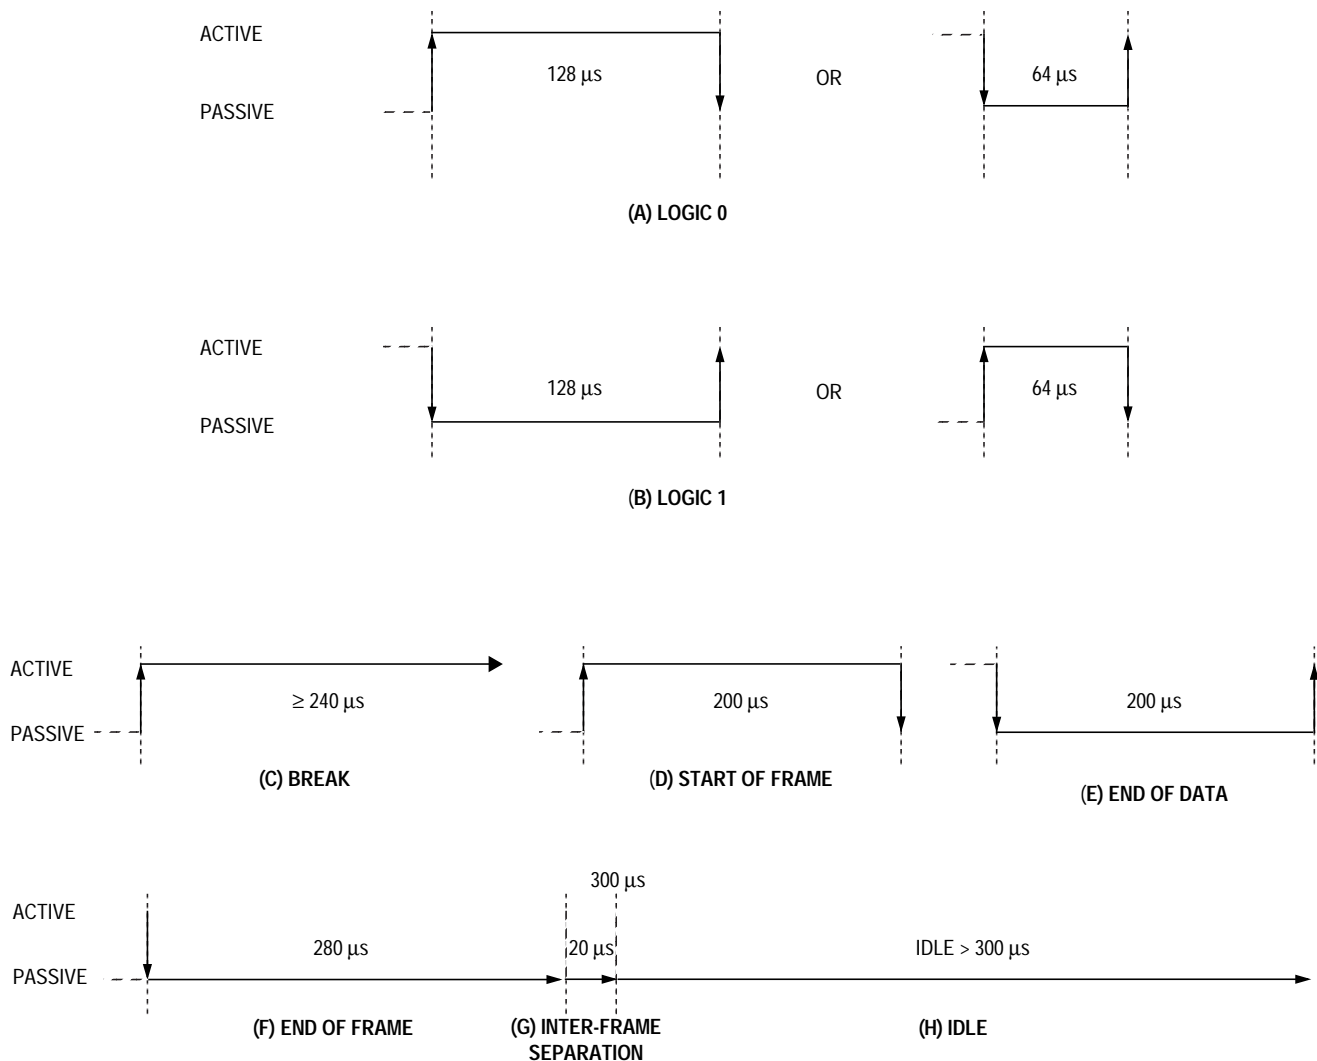 ACTIVE
128 µs
OR
64 µs
PASSIVE
(A) LOGIC 0
ACTIVE
128 µs
OR
64 µs
PASSIVE
(B) LOGIC 1
ACTIVE
≥ 240 µs
200 µs
200 µs
PASSIVE
(C) BREAK
(D) START OF FRAME
(E) END OF DATA
300 µs
ACTIVE
280 µs
20 µs
IDLE > 300 µs
PASSIVE
(F) END OF FRAME
(G) INTER-FRAME
SEPARATION
(H) IDLE